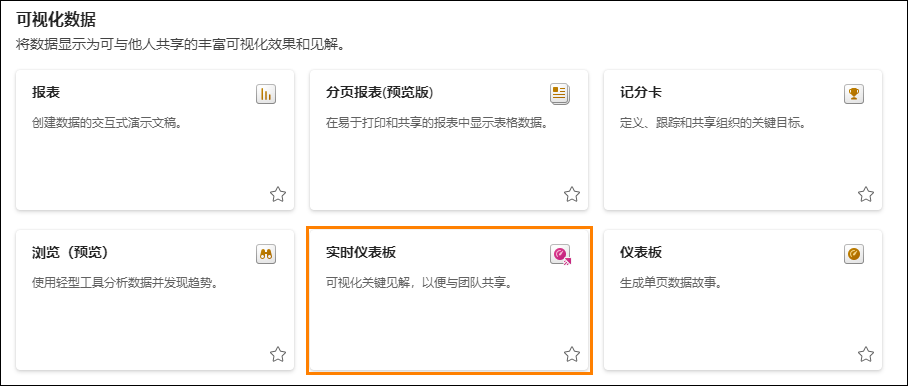 可视化数据
将数据显示为可与他人共享的丰富可视化效果和见解。
报表
创建数据的交互式演示文稿。
分页报表(预览版)
在易于打印和共享的报表中显示表格数据。
记分卡
定义、跟踪和共享组织的关键目标。
浏览（预览）
使用轻型工具分析数据并发现趋势。
实时仪表板
可视化关键见解，以便与团队共享。
仪表板
生成单页数据故事。